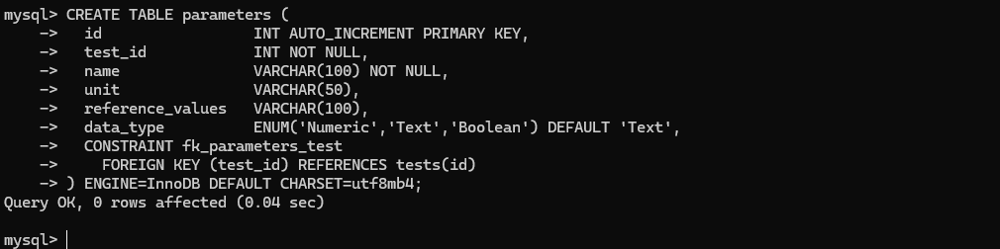 mysql> CREATE TABLE parameters (
    ->   id                 INT AUTO_INCREMENT PRIMARY KEY,
    ->   test_id            INT NOT NULL,
    ->   name               VARCHAR(100) NOT NULL,
    ->   unit               VARCHAR(50),
    ->   reference_values   VARCHAR(100),
    ->   data_type          ENUM('Numeric','Text','Boolean') DEFAULT 'Text',
    ->   CONSTRAINT fk_parameters_test
    ->     FOREIGN KEY (test_id) REFERENCES tests(id)
    -> ) ENGINE=InnoDB DEFAULT CHARSET=utf8mb4;
Query OK, 0 rows affected (0.04 sec)

mysql>